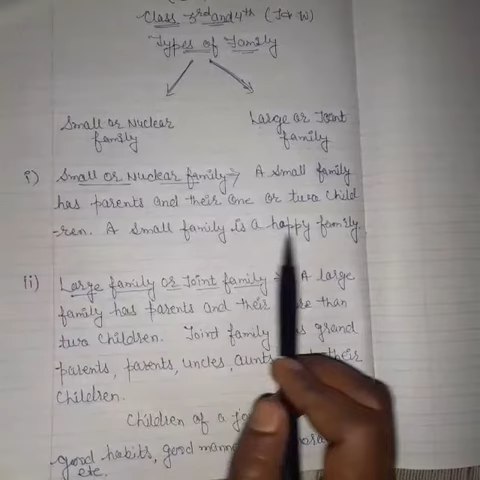 Class 3rd and 4th (J & W)
Types of Family
Small or Nuclear family
Large or Joint family
i) Small or Nuclear family → A small family
has parents and their one or two Child
-ren. A small family is a happy family.
(ii) Large family or Joint family A large
family has parents and their than
two children. Joint family grand
parents, parents, uncles, aunts their
Children.
Children of a
good habits, good
etc.